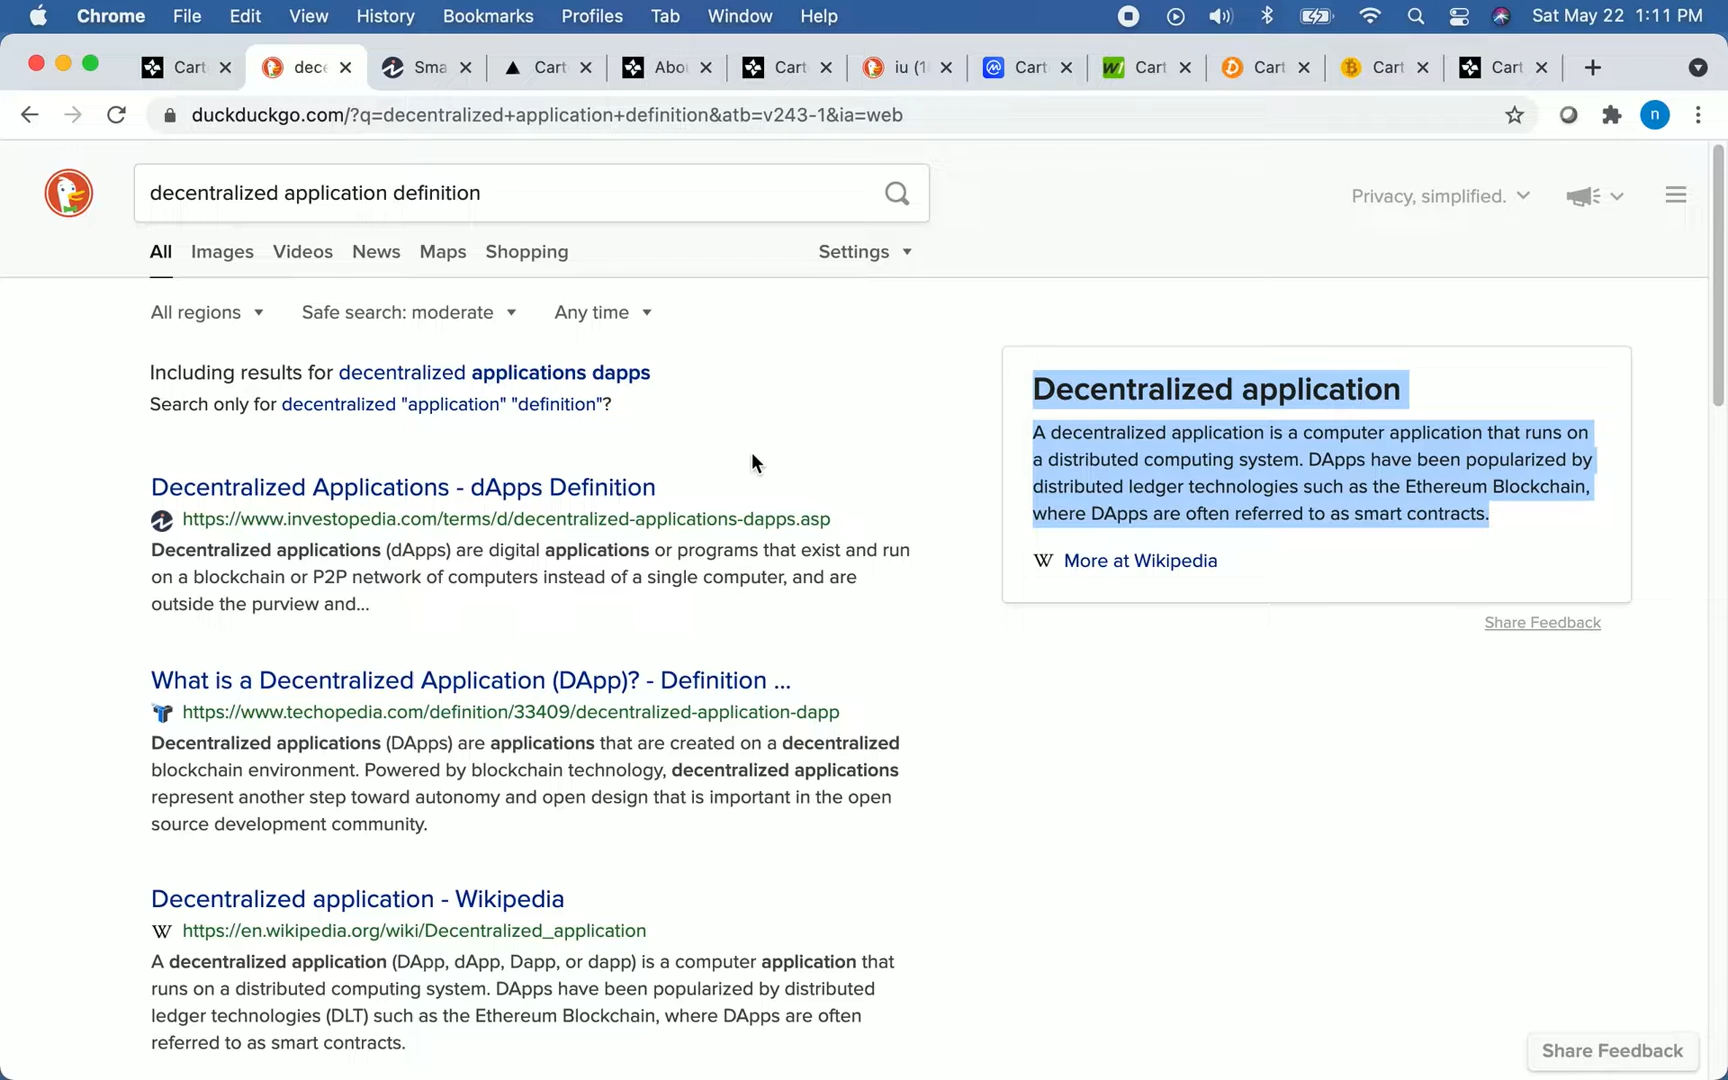 Chrome File Edit View History Bookmarks Profiles Tab Window Help Sat May 22 1:11 PM
Cart dec Sma Cart Abou Cart iu (1 Cart Cart Cart Cart Cart
duckduckgo.com/?q=decentralized+application+definition&atb=v243-1&ia=web n
decentralized application definition
Privacy, simplified.
All Images Videos News Maps Shopping Settings
All regions Safe search: moderate Any time
Including results for decentralized applications dapps
Search only for decentralized "application" "definition"?
Decentralized Applications - dApps Definition
https://www.investopedia.com/terms/d/decentralized-applications-dapps.asp
Decentralized applications (dApps) are digital applications or programs that exist and run
on a blockchain or P2P network of computers instead of a single computer, and are
outside the purview and...
What is a Decentralized Application (DApp)? - Definition ...
https://www.techopedia.com/definition/33409/decentralized-application-dapp
Decentralized applications (DApps) are applications that are created on a decentralized
blockchain environment. Powered by blockchain technology, decentralized applications
represent another step toward autonomy and open design that is important in the open
source development community.
Decentralized application - Wikipedia
W https://en.wikipedia.org/wiki/Decentralized_application
A decentralized application (DApp, dApp, Dapp, or dapp) is a computer application that
runs on a distributed computing system. DApps have been popularized by distributed
ledger technologies (DLT) such as the Ethereum Blockchain, where DApps are often
referred to as smart contracts.
Decentralized application
A decentralized application is a computer application that runs on
a distributed computing system. DApps have been popularized by
distributed ledger technologies such as the Ethereum Blockchain,
where DApps are often referred to as smart contracts.
W More at Wikipedia
Share Feedback
Share Feedback